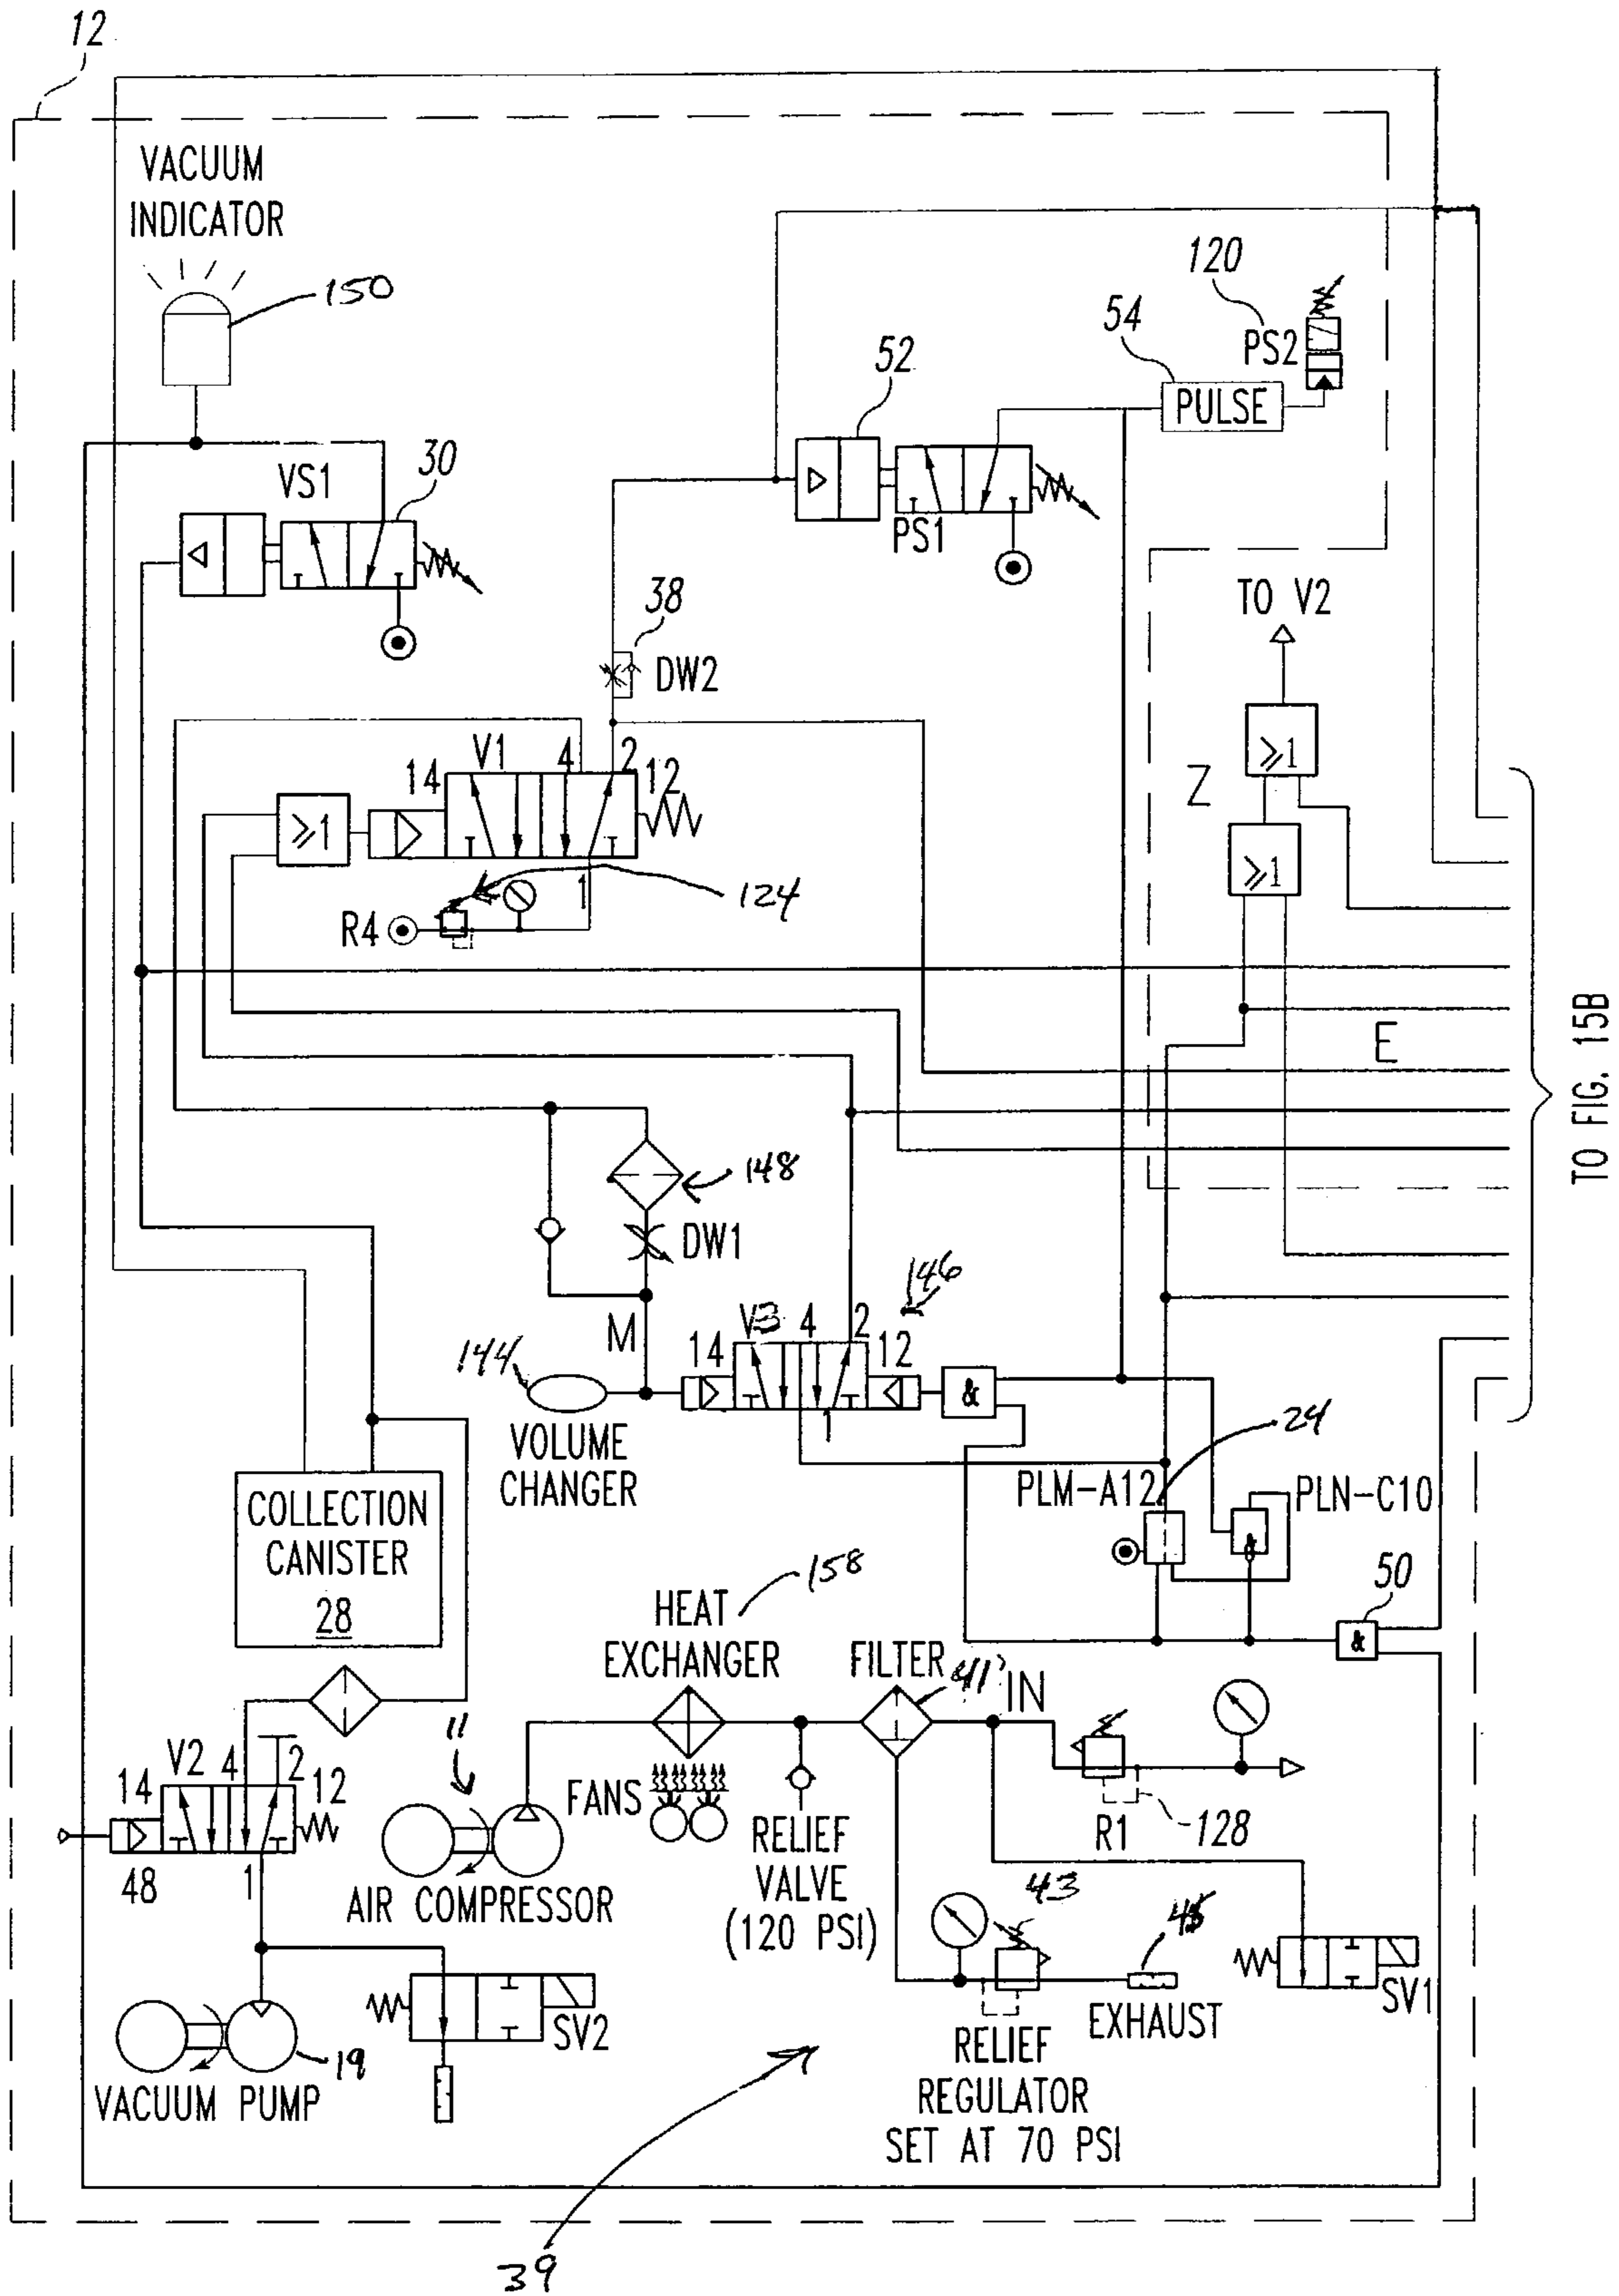 12
VACUUM
INDICATOR
150
120
54
PS2
PULSE
52
VS1
30
PS1
TO V2
38
DW2
V1
4
2
14
12
≥1
≥1
Z
≥1
1
124
R4
E
TO FIG. 15B
148
DW1
146
M
V3
4
2
14
12
144
&
1
VOLUME
CHANGER
24
PLM-A12
PLN-C10
&
COLLECTION
CANISTER
28
50
&
HEAT
EXCHANGER
158
FILTER
41
IN
11
V2
4
2
14
12
FANS
48
1
RELIEF
VALVE
(120 PSI)
R1
128
AIR COMPRESSOR
43
45
SV1
EXHAUST
SV2
19
VACUUM PUMP
RELIEF
REGULATOR
SET AT 70 PSI
39